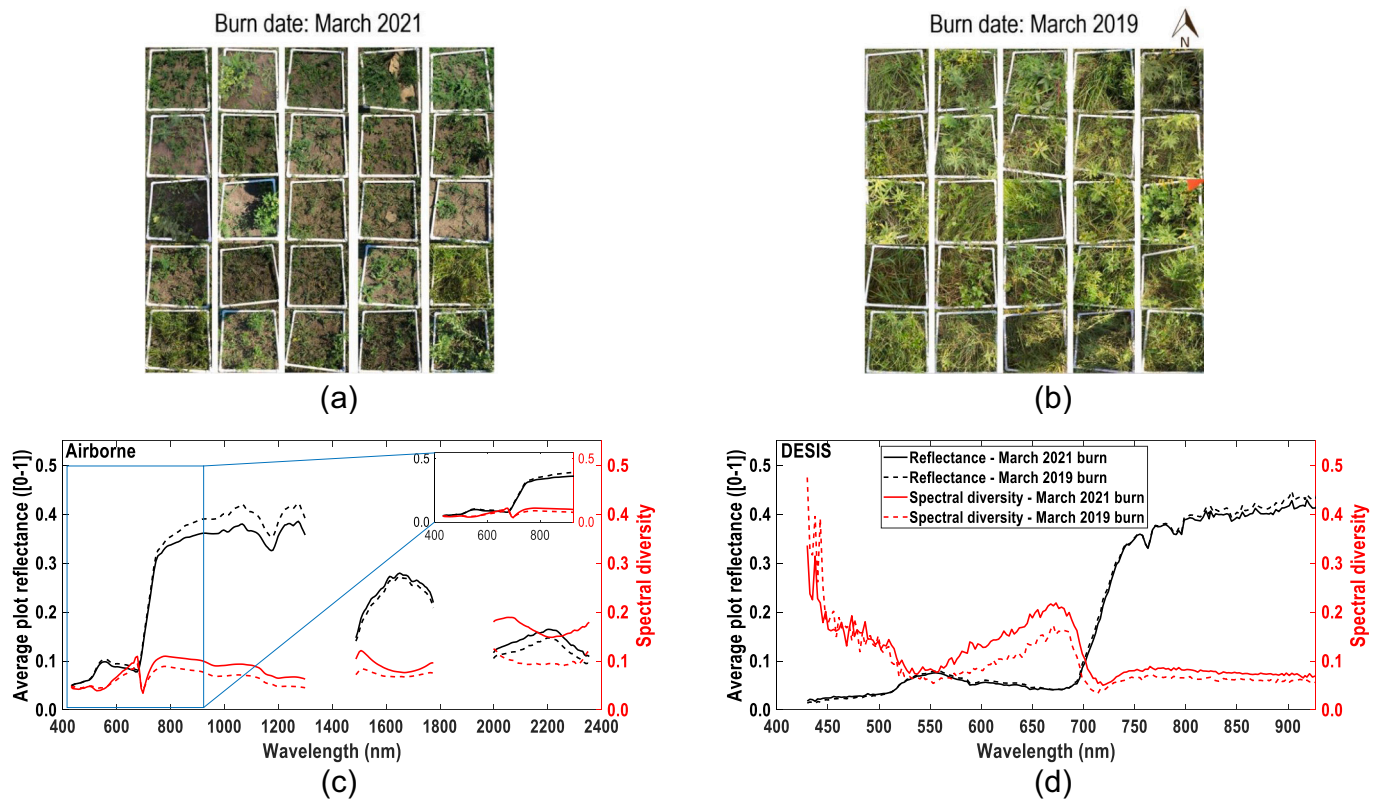 Burn date: March 2021
Burn date: March 2019
N
(a)
(b)
Airborne
Average plot reflectance ([0-1])
0.5
0.4
0.3
0.2
0.1
0.0
400 600 800 1000 1200 1400 1600 1800 2000 2200 2400
Wavelength (nm)
0.5
0.4
0.3
0.2
0.1
0.0
Spectral diversity
0.5
0.0
400 600 800
0.5
0.0
(c)
DESIS
Reflectance - March 2021 burn
Reflectance - March 2019 burn
Spectral diversity - March 2021 burn
Spectral diversity - March 2019 burn
Average plot reflectance ([0-1])
0.5
0.4
0.3
0.2
0.1
0.0
400 450 500 550 600 650 700 750 800 850 900
Wavelength (nm)
0.5
0.4
0.3
0.2
0.1
0.0
Spectral diversity
(d)